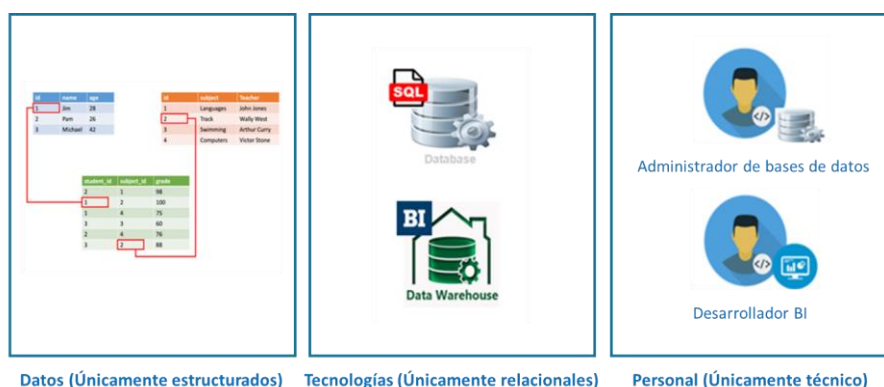 id name age
1 Jim 28
2 Pam 26
3 Michael 42
id subject Teacher
1 Languages John Jones
2 Track Wally West
3 Swimming Arthur Curry
4 Computers Victor Stone
student_id subject_id grade
2 1 98
1 2 100
1 4 75
3 3 60
2 4 76
3 2 88
SQL
Database
BI
Data Warehouse
Administrador de bases de datos
Desarrollador BI
Datos (Únicamente estructurados)
Tecnologías (Únicamente relacionales)
Personal (Únicamente técnico)